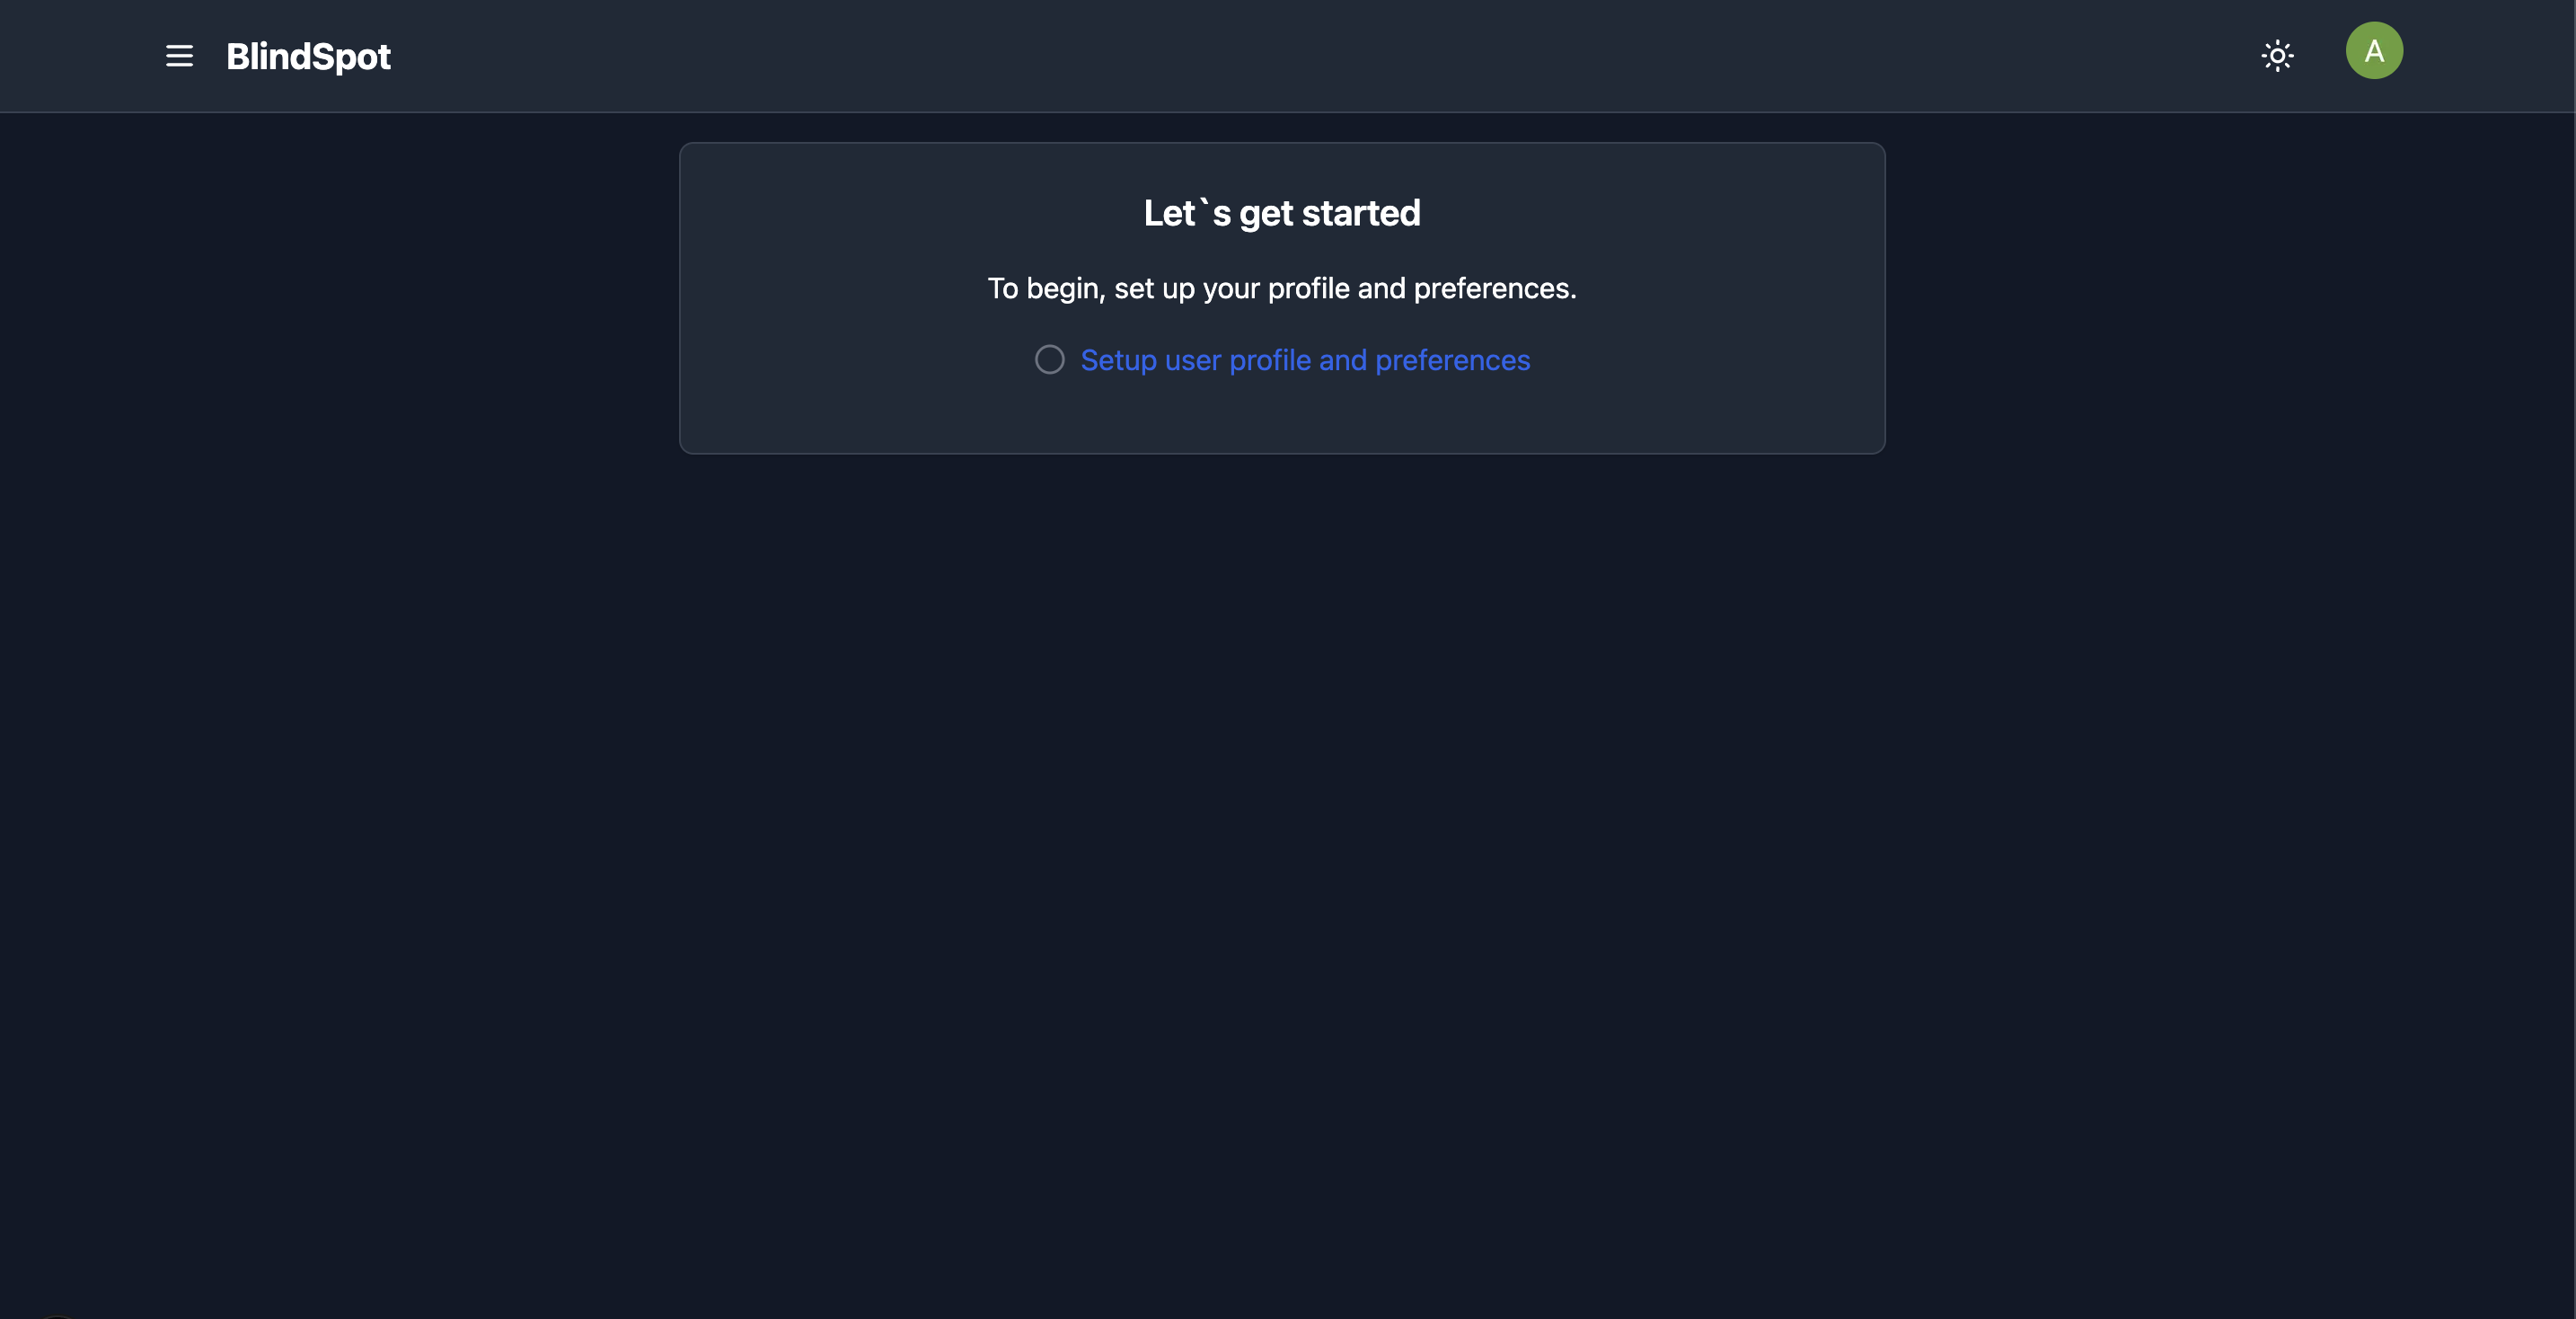 BlindSpot
A
Let`s get started
To begin, set up your profile and preferences.
Setup user profile and preferences